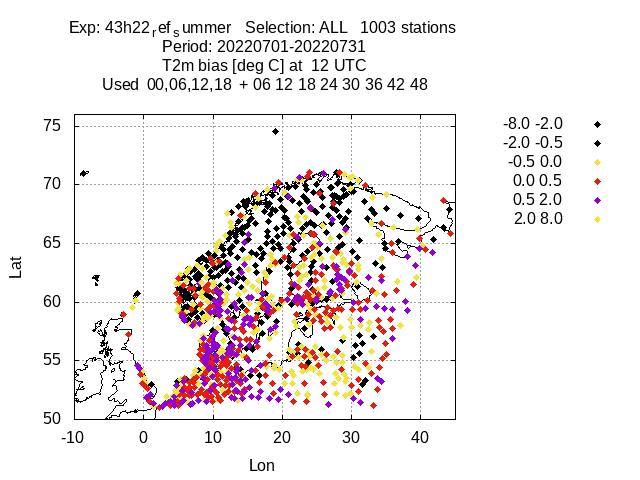 Exp: 43h22refsummer   Selection: ALL   1003 stations
Period: 20220701-20220731
T2m bias [deg C] at  12 UTC
Used  00,06,12,18  + 06 12 18 24 30 36 42 48
-8.0 -2.0
-2.0 -0.5
-0.5 0.0
0.0 0.5
0.5 2.0
2.0 8.0
Lat
75
70
65
60
55
50
-10 0 10 20 30 40
Lon